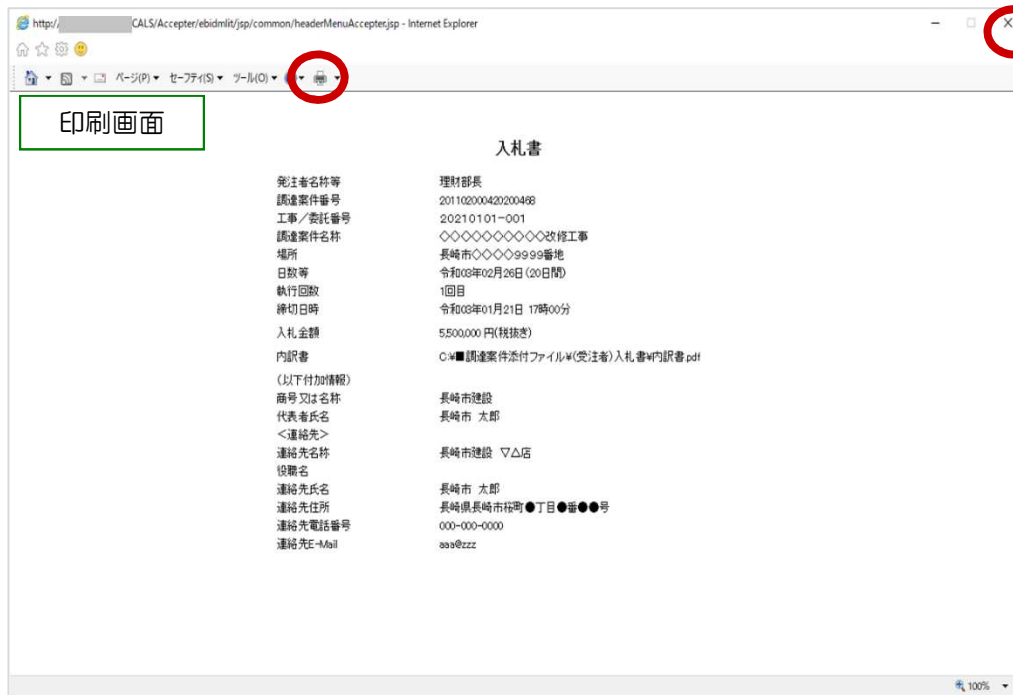 http:// CALS/Accepter/ebidmlit/jsp/common/headerMenuAccepter.jsp - Internet Explorer
ページ(P) セーフティ(S) ツール(O)
印刷画面
入札書
発注者名称等 理財部長
調達案件番号 201102000420200468
工事／委託番号 20210101-001
調達案件名称 ◇◇◇◇◇◇◇◇◇◇改修工事
場所 長崎市◇◇◇◇9999番地
日数等 令和03年02月26日(20日間)
執行回数 1回目
締切日時 令和03年01月21日 17時00分
入札金額 5,500,000 円(税抜き)
内訳書 C:¥■調達案件添付ファイル¥(受注者)入札書¥内訳書.pdf
(以下付加情報)
商号又は名称 長崎市建設
代表者氏名 長崎市 太郎
＜連絡先＞
連絡先名称 長崎市建設 ▽△店
役職名
連絡先氏名 長崎市 太郎
連絡先住所 長崎県長崎市桜町●丁目●番●●号
連絡先電話番号 000-000-0000
連絡先E-Mail aaa@zzz
100%